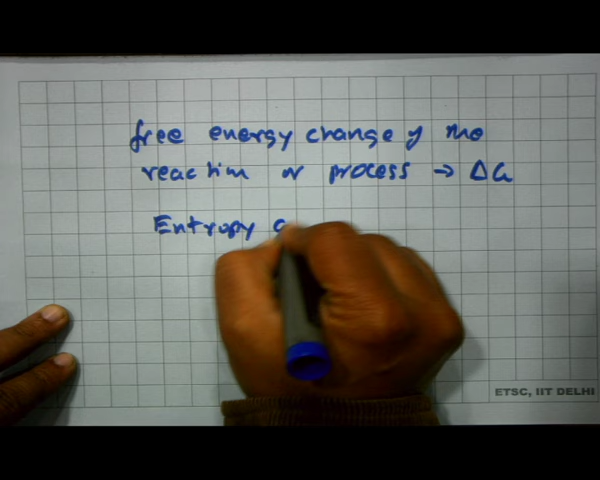 free energy change of the
reaction or process → ΔG
Entropy c
ETSC, IIT DELHI